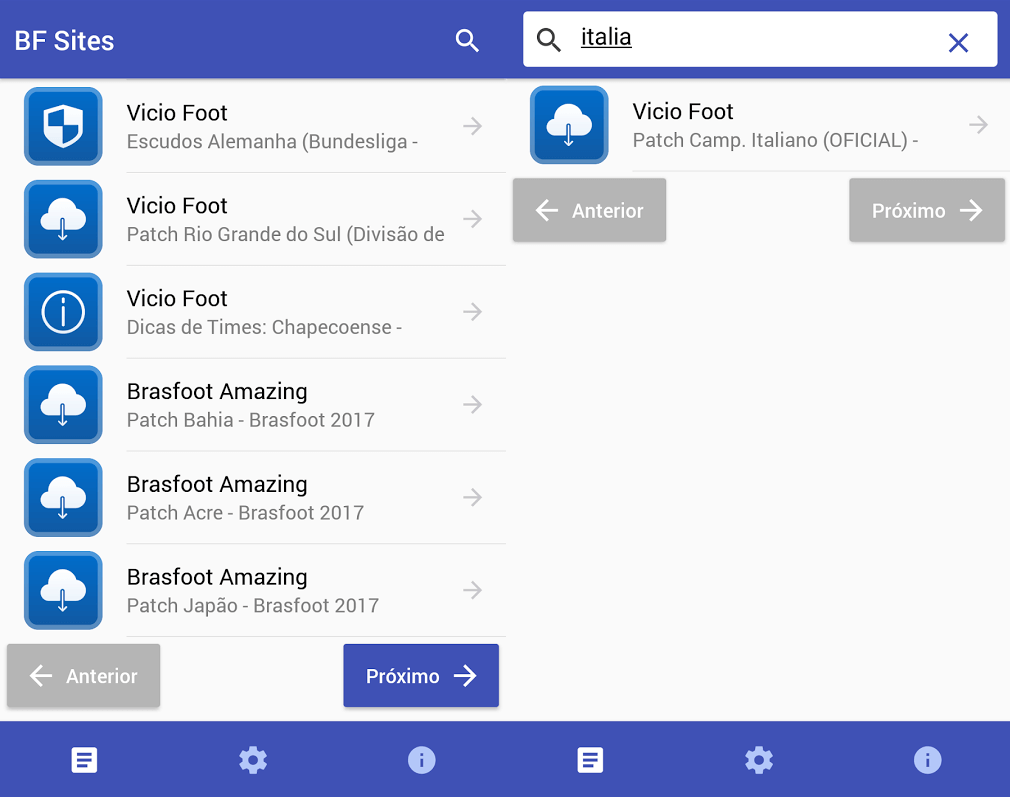 BF Sites
Vicio Foot
Escudos Alemanha (Bundesliga -
Vicio Foot
Patch Rio Grande do Sul (Divisão de
Vicio Foot
Dicas de Times: Chapecoense -
Brasfoot Amazing
Patch Bahia - Brasfoot 2017
Brasfoot Amazing
Patch Acre - Brasfoot 2017
Brasfoot Amazing
Patch Japão - Brasfoot 2017
Anterior
Próximo
italia
Vicio Foot
Patch Camp. Italiano (OFICIAL) -
Anterior
Próximo